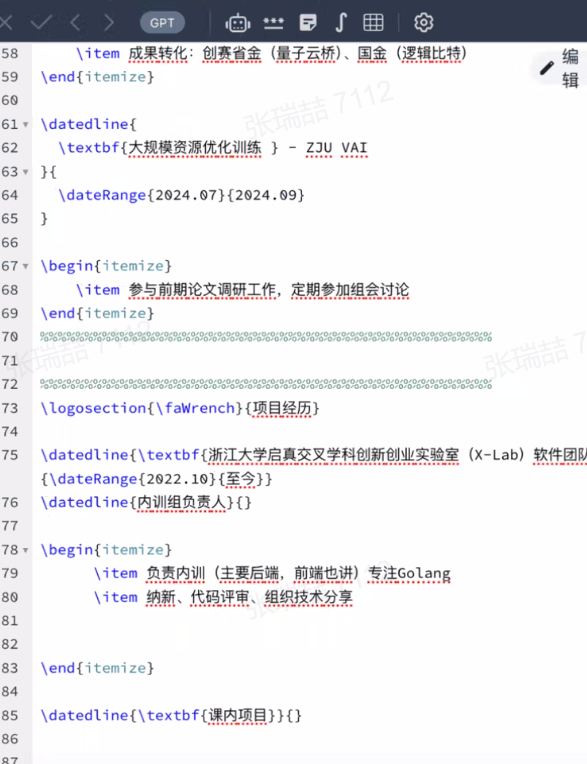 GPT
58 \item 成果转化：创赛省金（量子云桥）、国金（逻辑比特）
编辑
59 \end{itemize}
60
61 \datedline{
62 \textbf{大规模资源优化训练 } - ZJU VAI
63 }{
64 \dateRange{2024.07}{2024.09}
65 }
66
67 \begin{itemize}
68 \item 参与前期论文调研工作，定期参加组会讨论
69 \end{itemize}
70 %%%%%%%%%%%%%%%%%%%%%%%%%%%%%%%%%%%%%%%%%%%%%%%%%%
71
72 %%%%%%%%%%%%%%%%%%%%%%%%%%%%%%%%%%%%%%%%%%%%%%%%%%
73 \logosection{\faWrench}{项目经历}
74
75 \datedline{\textbf{浙江大学启真交叉学科创新创业实验室（X-Lab）软件团队
{\dateRange{2022.10}{至今}}
76 \datedline{内训组负责人}{}
77
78 \begin{itemize}
79 \item 负责内训（主要后端，前端也讲）专注Golang
80 \item 纳新、代码评审、组织技术分享
81
82
83 \end{itemize}
84
85 \datedline{\textbf{课内项目}}{}
86
87
张瑞喆 7112
张瑞喆 7112
张瑞喆 7